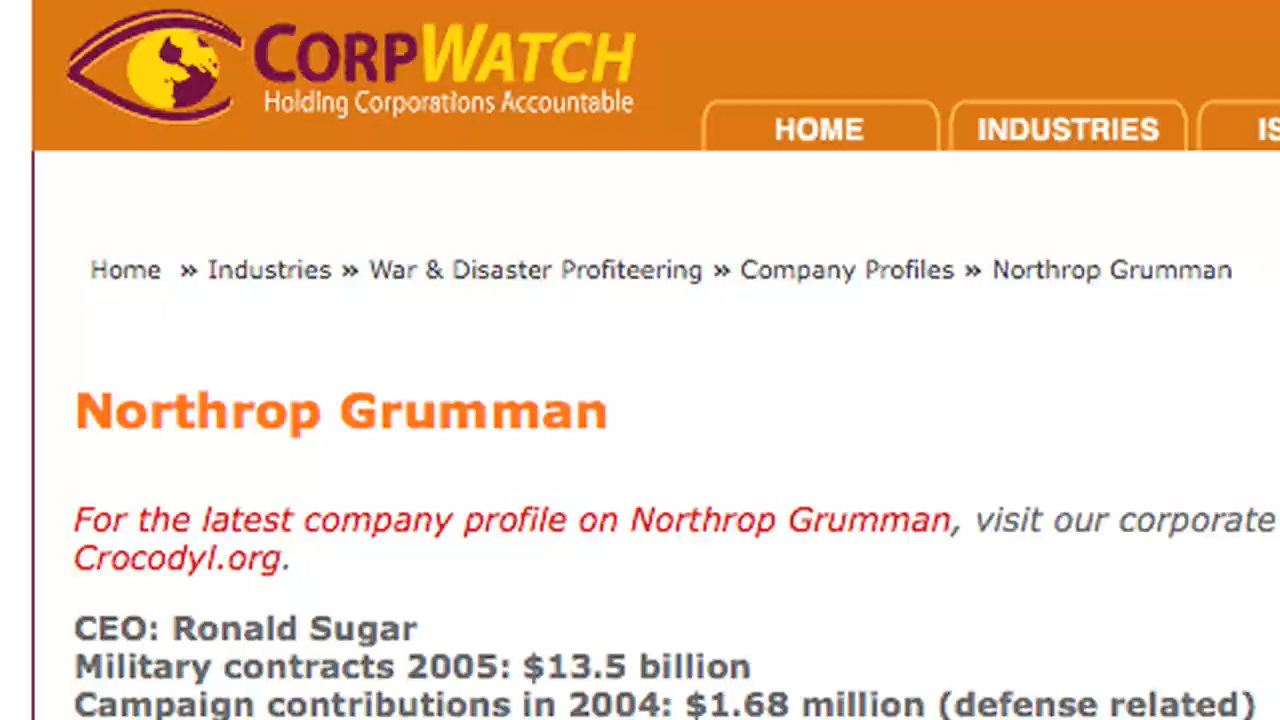 CORPWATCH
Holding Corporations Accountable
HOME INDUSTRIES IS
Home » Industries » War & Disaster Profiteering » Company Profiles » Northrop Grumman
Northrop Grumman
For the latest company profile on Northrop Grumman, visit our corporate
Crocodyl.org.
CEO: Ronald Sugar
Military contracts 2005: $13.5 billion
Campaign contributions in 2004: $1.68 million (defense related)